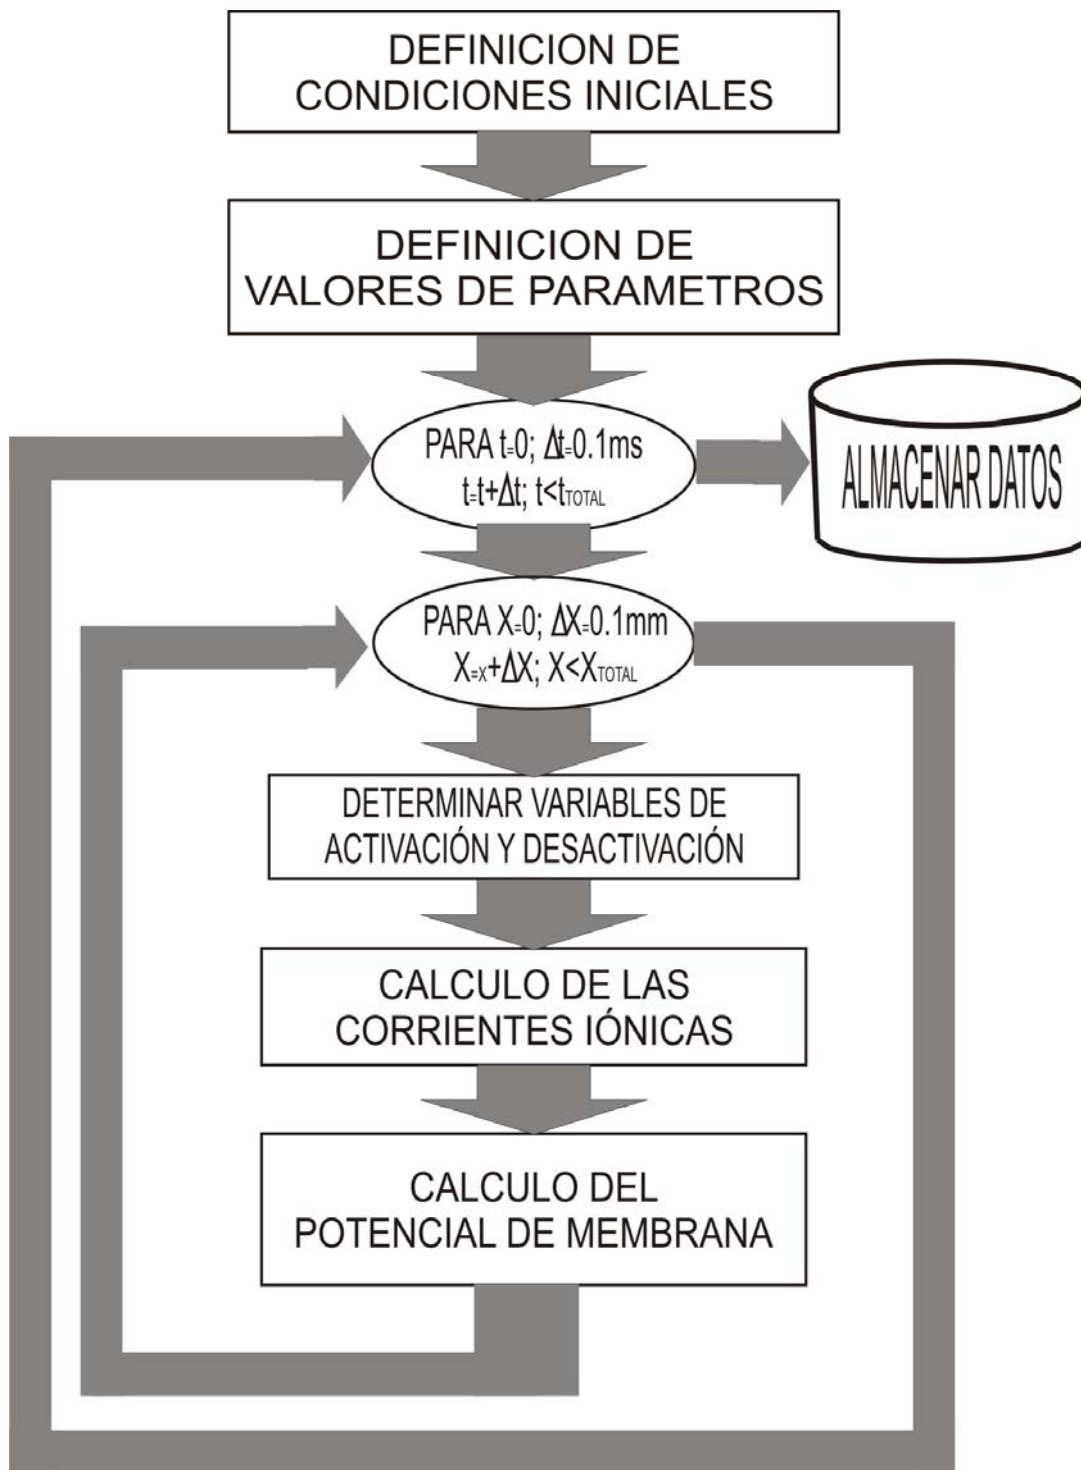 DEFINICION DE
CONDICIONES INICIALES
DEFINICION DE
VALORES DE PARAMETROS
PARA t=0; Δt=0.1ms
t=t+Δt; t<tTOTAL
ALMACENAR DATOS
PARA X=0; ΔX=0.1mm
X=x+ΔX; X<XTOTAL
DETERMINAR VARIABLES DE
ACTIVACIÓN Y DESACTIVACIÓN
CALCULO DE LAS
CORRIENTES IÓNICAS
CALCULO DEL
POTENCIAL DE MEMBRANA